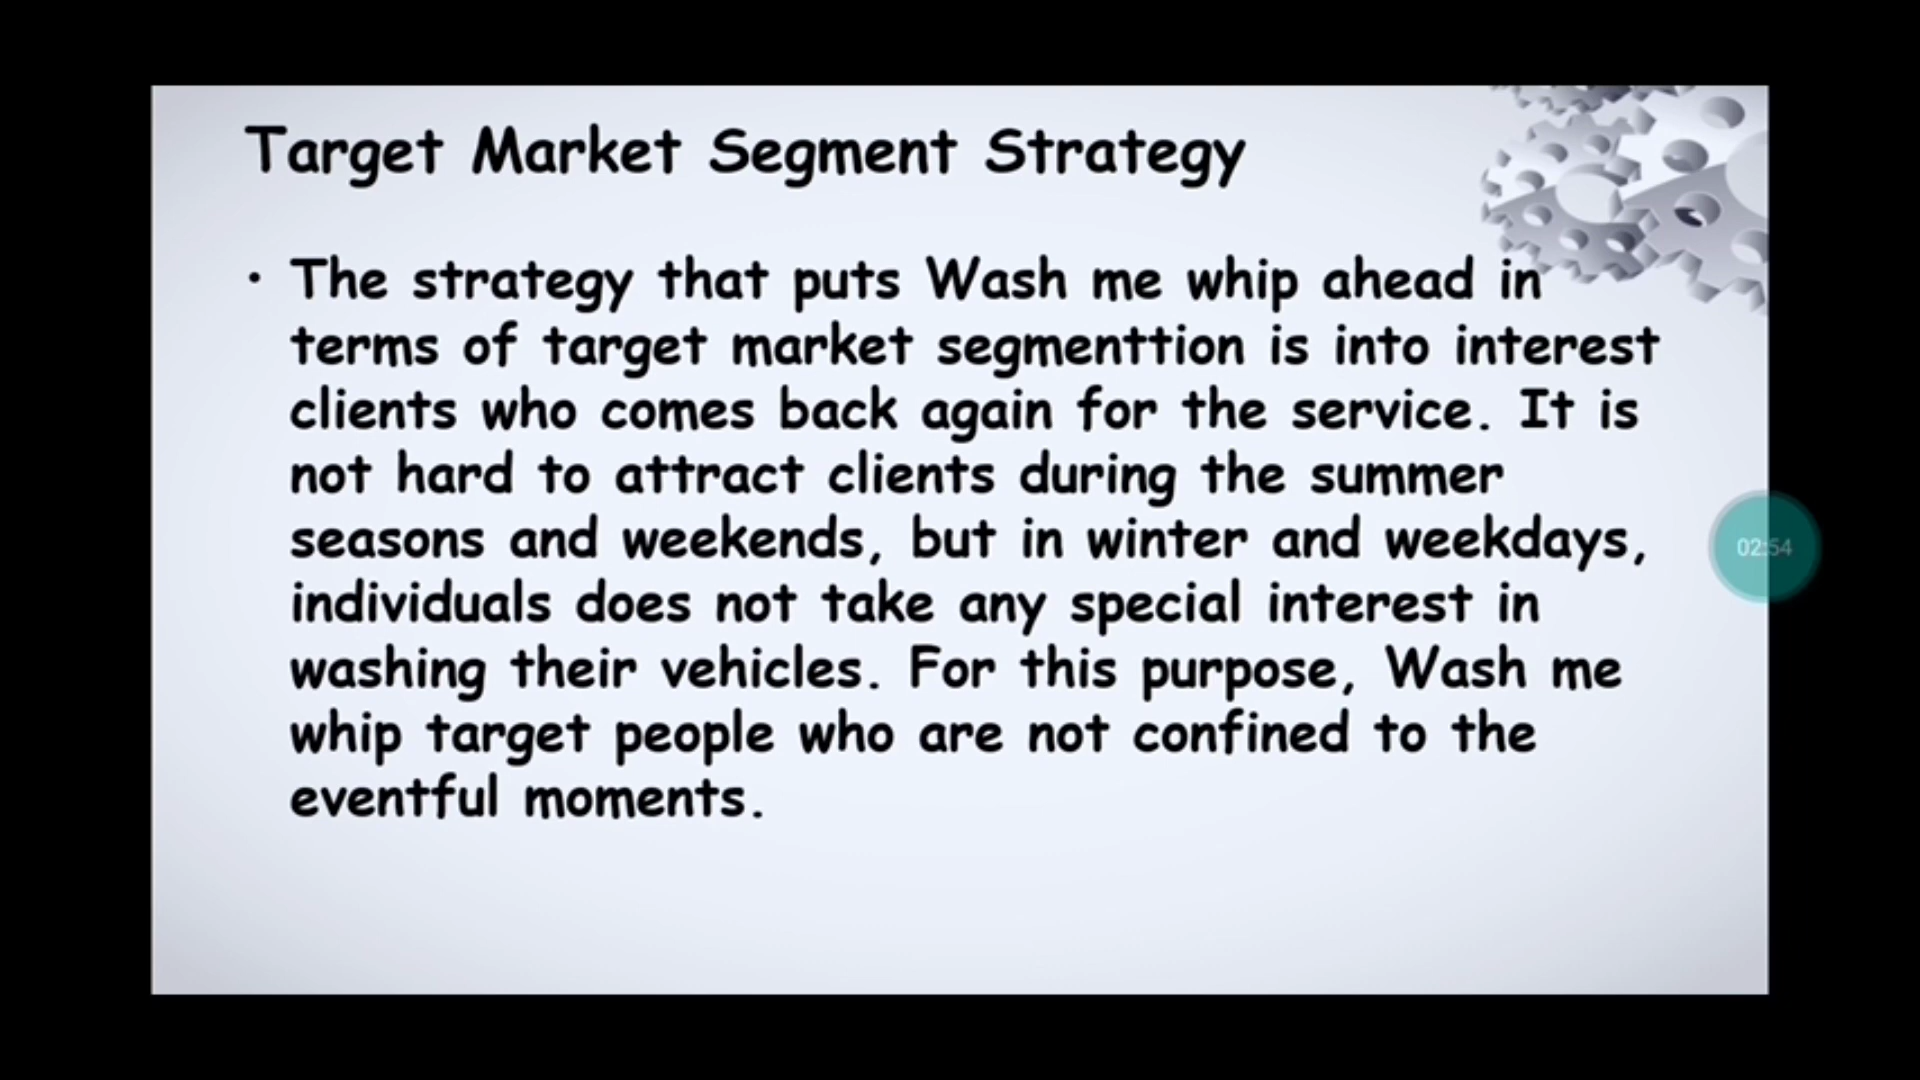 Target Market Segment Strategy
• The strategy that puts Wash me whip ahead in
terms of target market segmenttion is into interest
clients who comes back again for the service. It is
not hard to attract clients during the summer
seasons and weekends, but in winter and weekdays,
individuals does not take any special interest in
washing their vehicles. For this purpose, Wash me
whip target people who are not confined to the
eventful moments.
02:54